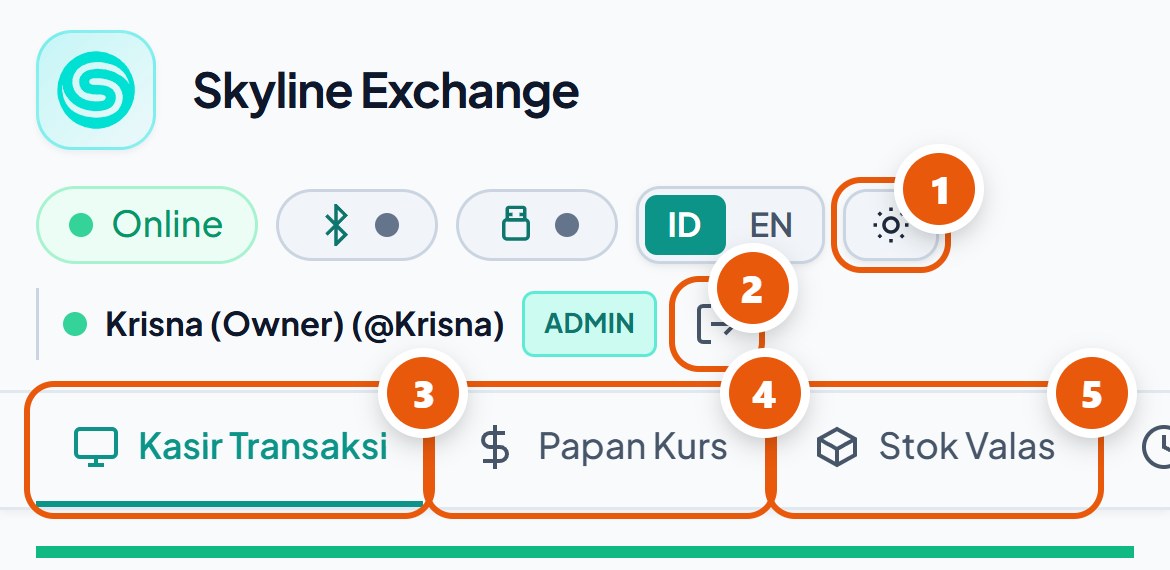 Skyline Exchange
Online ID EN 1
Krisna (Owner) (@Krisna) ADMIN 2
3 4 5
Kasir Transaksi Papan Kurs Stok Valas